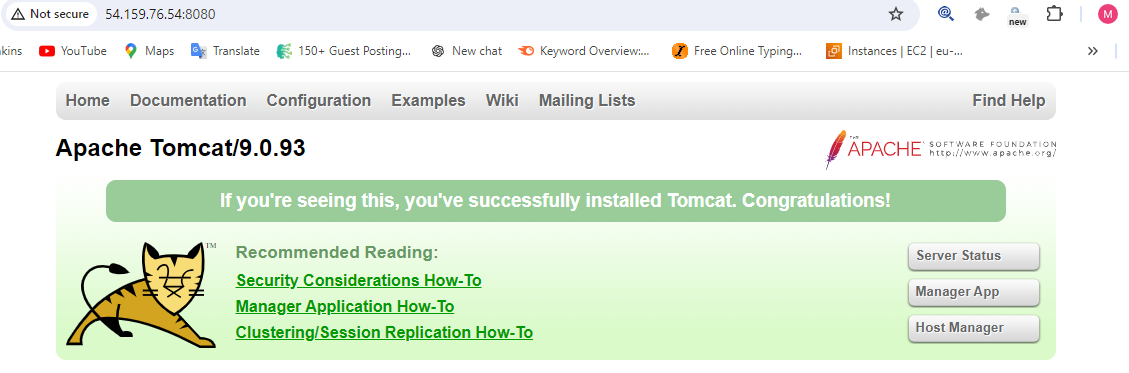 Not secure 54.159.76.54:8080 new M
kins YouTube Maps Translate 150+ Guest Posting... New chat Keyword Overview:... Free Online Typing... Instances | EC2 | eu-... »
Home Documentation Configuration Examples Wiki Mailing Lists Find Help
Apache Tomcat/9.0.93
THE
APACHE SOFTWARE FOUNDATION
http://www.apache.org/
If you're seeing this, you've successfully installed Tomcat. Congratulations!
TM
Recommended Reading:
Security Considerations How-To
Manager Application How-To
Clustering/Session Replication How-To
Server Status
Manager App
Host Manager